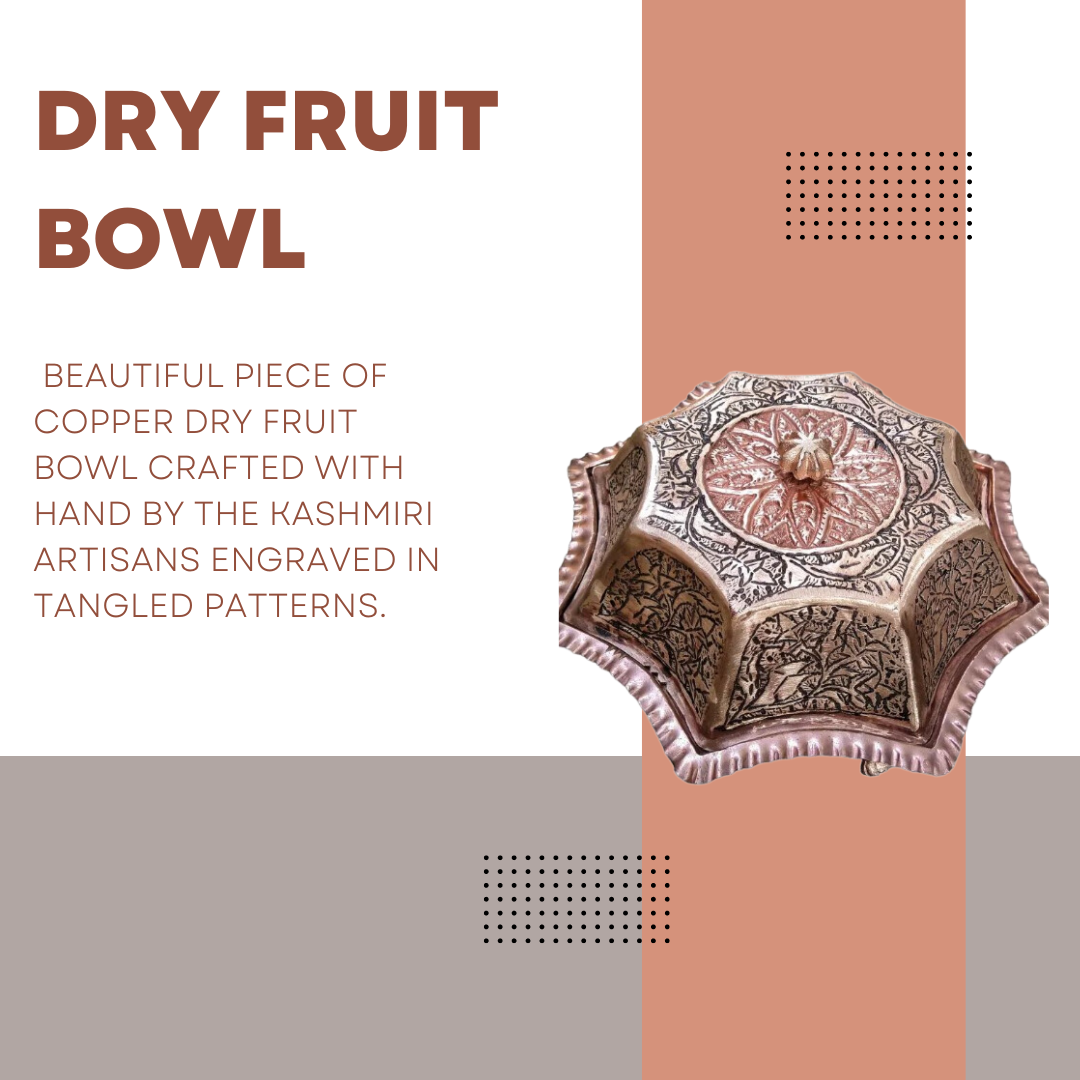 DRY FRUIT
BOWL
BEAUTIFUL PIECE OF
COPPER DRY FRUIT
BOWL CRAFTED WITH
HAND BY THE KASHMIRI
ARTISANS ENGRAVED IN
TANGLED PATTERNS.